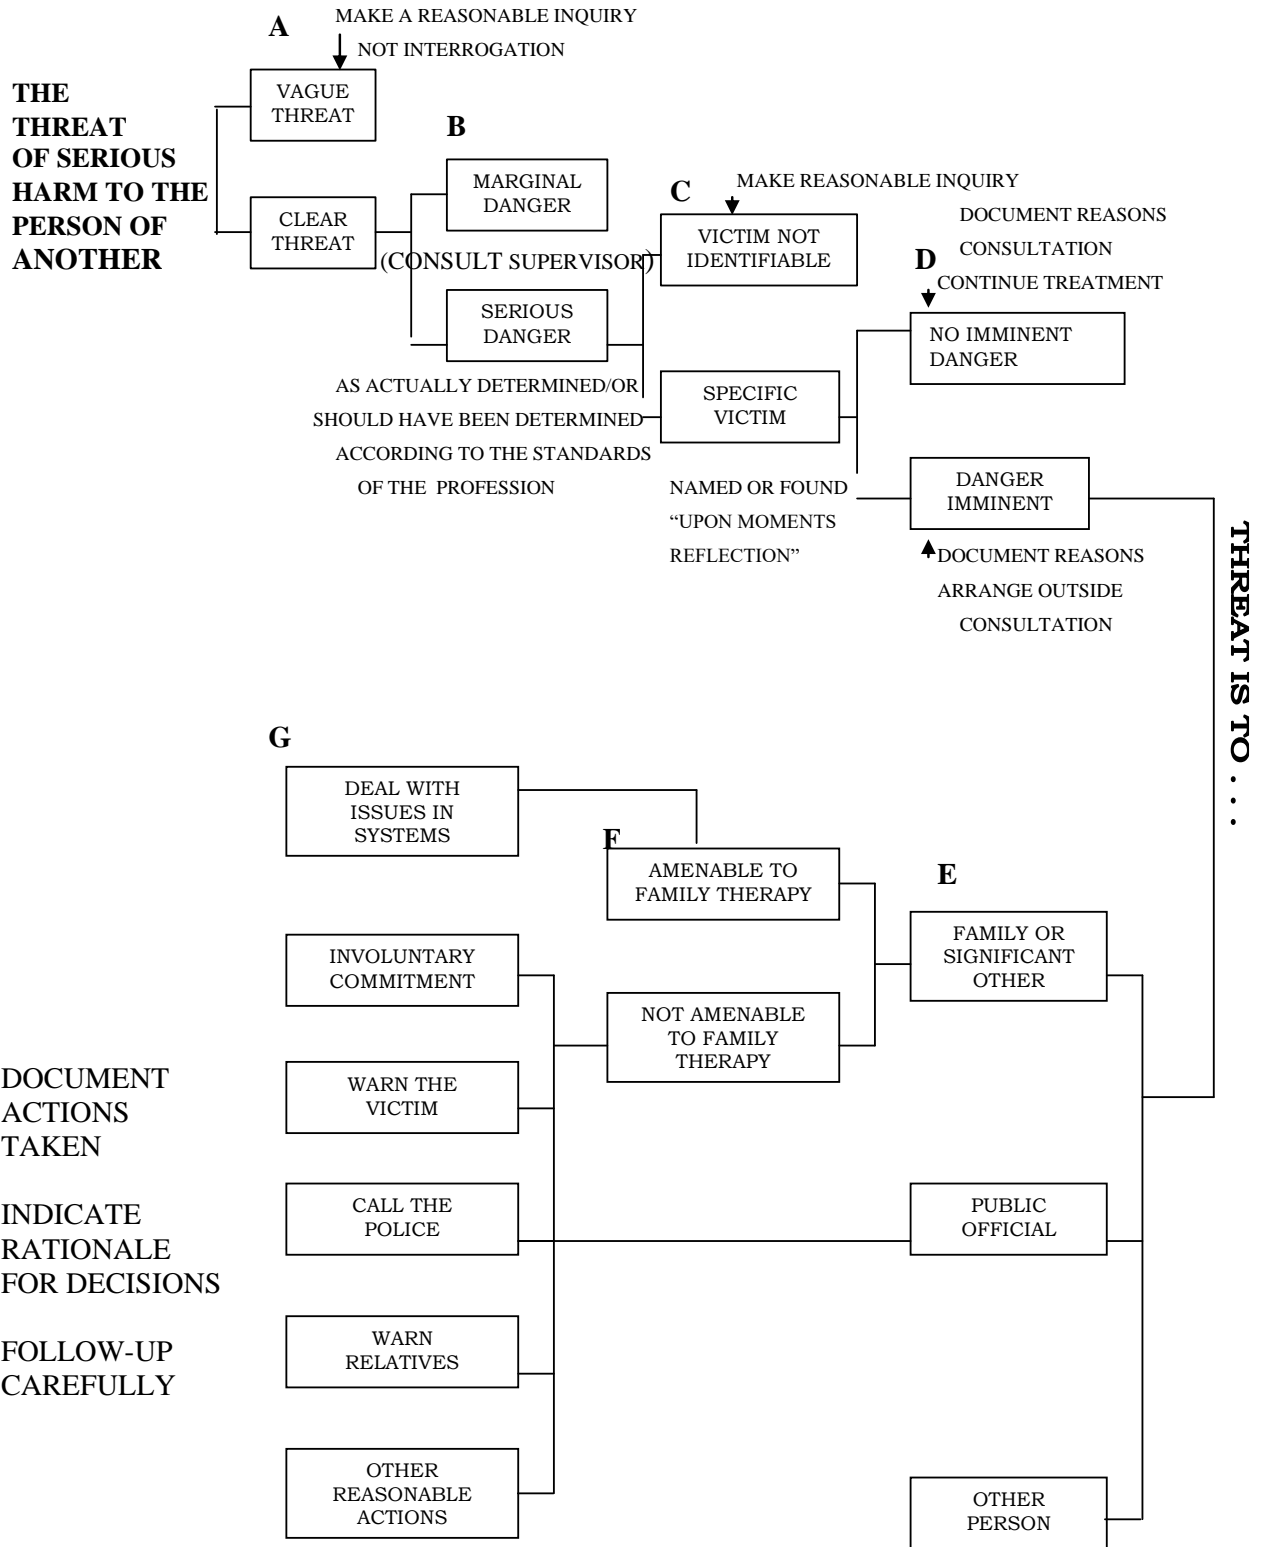 A
MAKE A REASONABLE INQUIRY
NOT INTERROGATION
THE
THREAT
OF SERIOUS
HARM TO THE
PERSON OF
ANOTHER
VAGUE
THREAT
CLEAR
THREAT
B
MARGINAL
DANGER
(CONSULT SUPERVISOR)
SERIOUS
DANGER
AS ACTUALLY DETERMINED/OR
SHOULD HAVE BEEN DETERMINED
ACCORDING TO THE STANDARDS
OF THE PROFESSION
C
MAKE REASONABLE INQUIRY
VICTIM NOT
IDENTIFIABLE
SPECIFIC
VICTIM
NAMED OR FOUND
“UPON MOMENTS
REFLECTION”
DOCUMENT REASONS
CONSULTATION
D
CONTINUE TREATMENT
NO IMMINENT
DANGER
DANGER
IMMINENT
DOCUMENT REASONS
ARRANGE OUTSIDE
CONSULTATION
THREAT IS TO . . .
G
DEAL WITH
ISSUES IN
SYSTEMS
F
AMENABLE TO
FAMILY THERAPY
E
FAMILY OR
SIGNIFICANT
OTHER
INVOLUNTARY
COMMITMENT
NOT AMENABLE
TO FAMILY
THERAPY
DOCUMENT
ACTIONS
TAKEN
WARN THE
VICTIM
INDICATE
RATIONALE
FOR DECISIONS
CALL THE
POLICE
PUBLIC
OFFICIAL
FOLLOW-UP
CAREFULLY
WARN
RELATIVES
OTHER
REASONABLE
ACTIONS
OTHER
PERSON